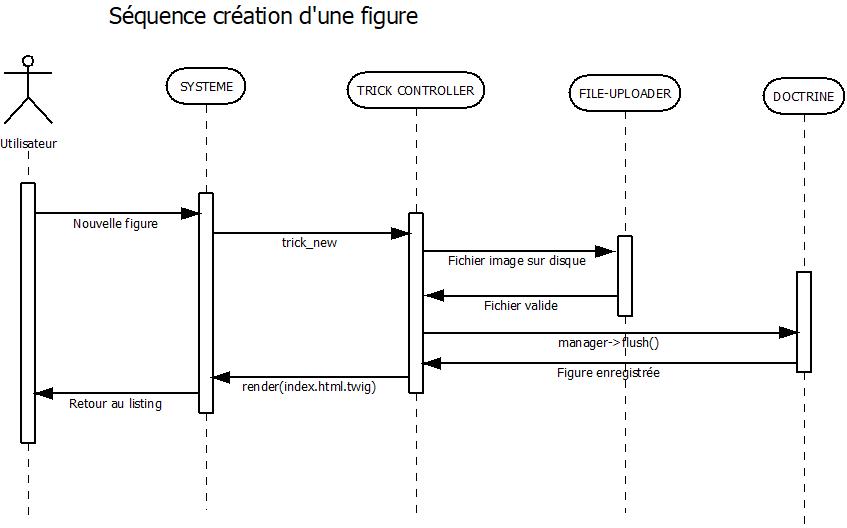 Séquence création d'une figure
SYSTEME
TRICK CONTROLLER
FILE-UPLOADER
DOCTRINE
Utilisateur
Nouvelle figure
trick_new
Fichier image sur disque
Fichier valide
manager->flush()
Figure enregistrée
render(index.html.twig)
Retour au listing